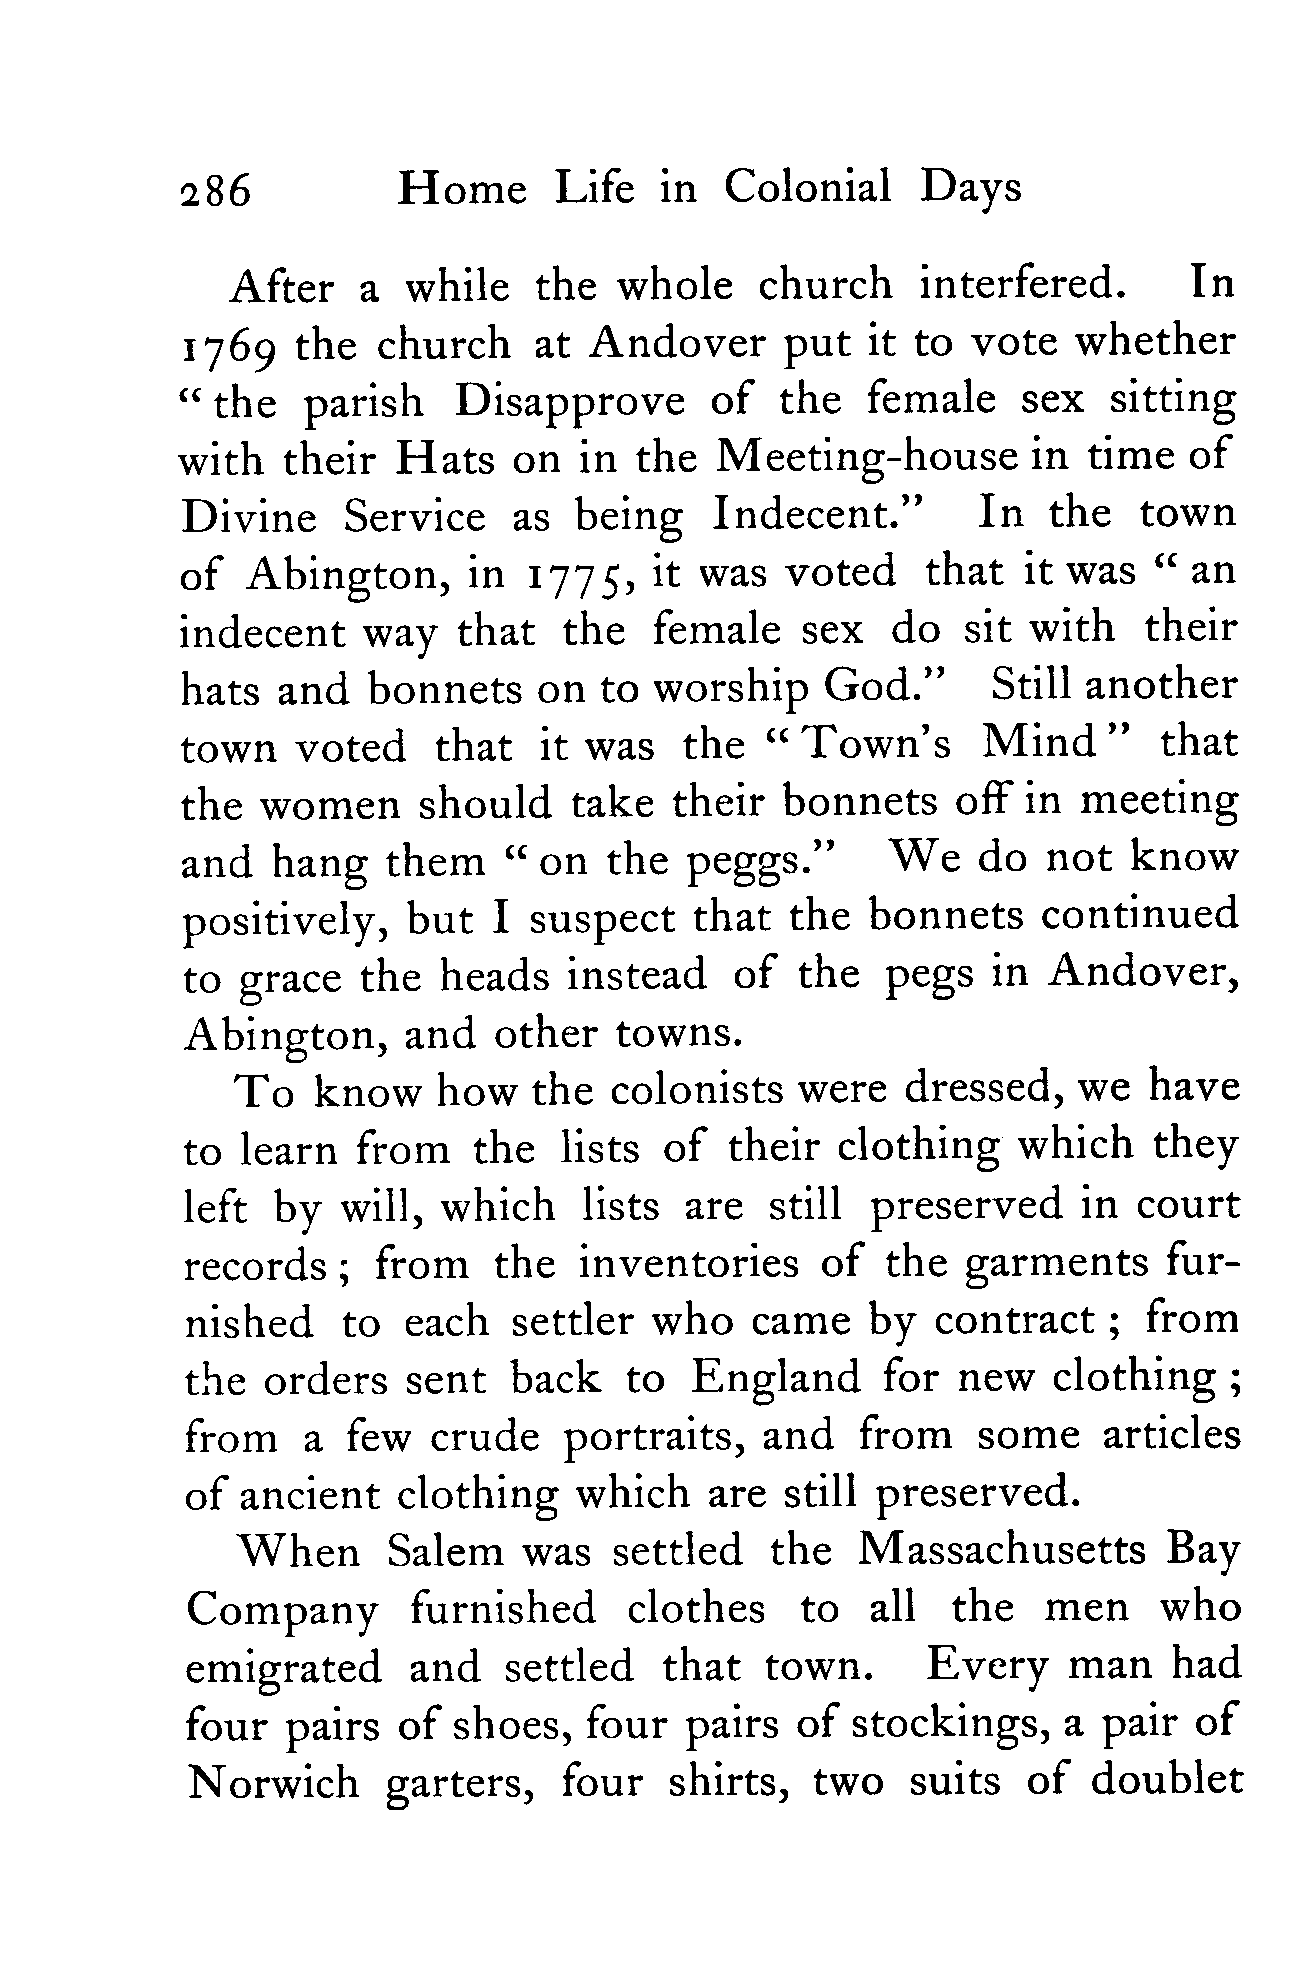 286 Home Life in Colonial Days
After a while the whole church interfered. In
1769 the church at Andover put it to vote whether
“ the parish Disapprove of the female sex sitting
with their Hats on in the Meeting-house in time of
Divine Service as being Indecent.” In the town
of Abington, in 1775, it was voted that it was “ an
indecent way that the female sex do sit with their
hats and bonnets on to worship God.” Still another
town voted that it was the “ Town’s Mind ” that
the women should take their bonnets off in meeting
and hang them “ on the peggs.” We do not know
positively, but I suspect that the bonnets continued
to grace the heads instead of the pegs in Andover,
Abington, and other towns.
To know how the colonists were dressed, we have
to learn from the lists of their clothing which they
left by will, which lists are still preserved in court
records ; from the inventories of the garments fur-
nished to each settler who came by contract ; from
the orders sent back to England for new clothing ;
from a few crude portraits, and from some articles
of ancient clothing which are still preserved.
When Salem was settled the Massachusetts Bay
Company furnished clothes to all the men who
emigrated and settled that town. Every man had
four pairs of shoes, four pairs of stockings, a pair of
Norwich garters, four shirts, two suits of doublet